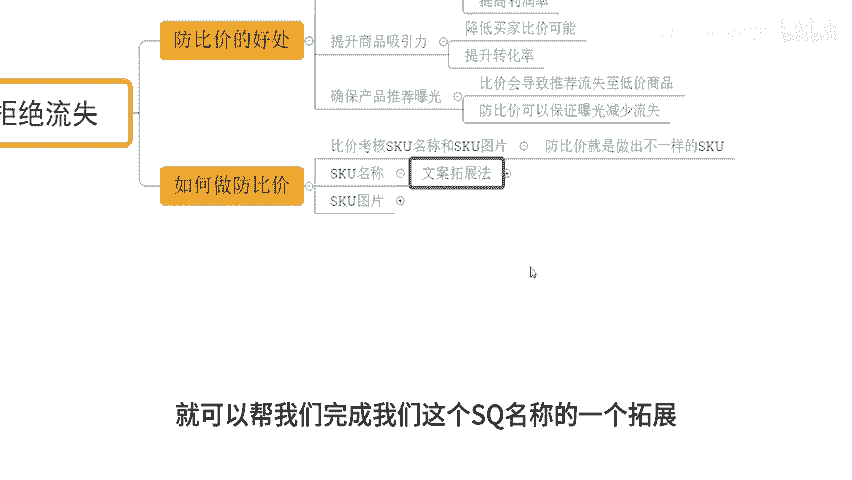 提高利润率
防比价的好处
提升商品吸引力
降低买家比价可能
提升转化率
拒绝流失
确保产品推荐曝光
比价会导致推荐流失至低价商品
防比价可以保证曝光减少流失
如何做防比价
比价考核SKU名称和SKU图片
防比价就是做出不一样的SKU
SKU名称
文案拓展法
SKU图片
就可以帮我们完成我们这个SQ名称的一个拓展